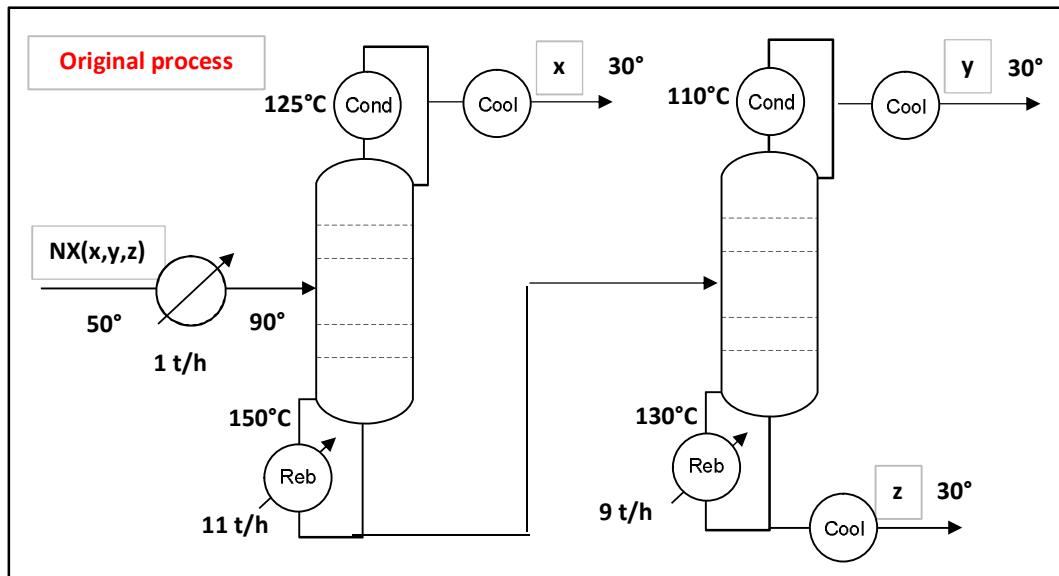 Original process
x
30°
y
30°
125°C
Cond
Cool
110°C
Cond
Cool
NX(x,y,z)
50°
90°
1 t/h
150°C
Reb
11 t/h
130°C
Reb
9 t/h
z
30°
Cool